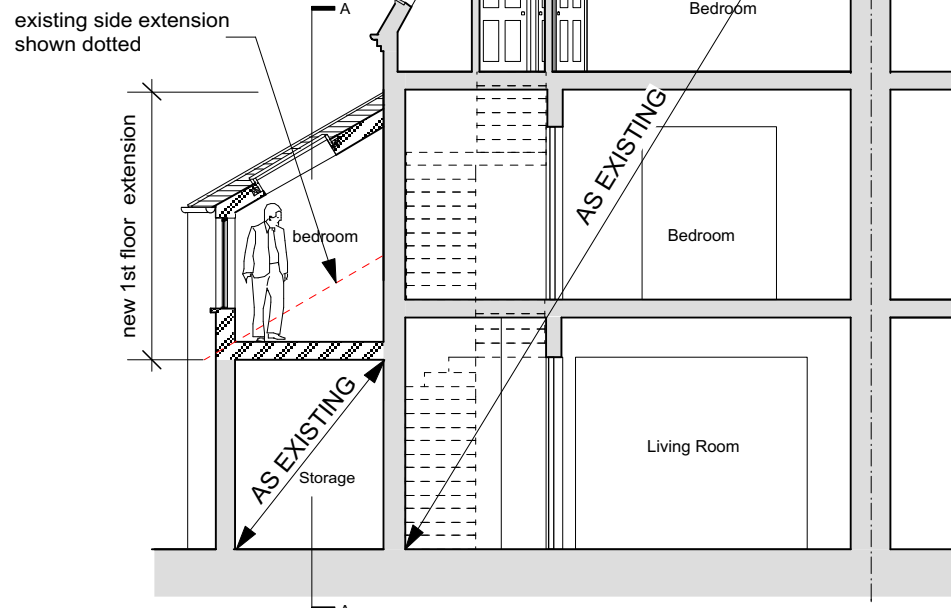 existing side extension
shown dotted
A
Bedroom
new 1st floor extension
bedroom
AS EXISTING
Bedroom
AS EXISTING
Storage
Living Room
A